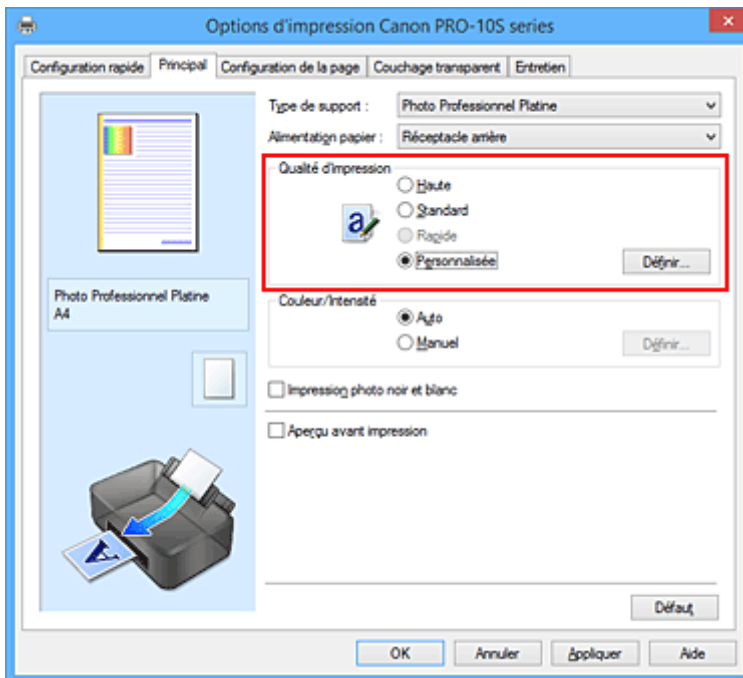 Options d'impression Canon PRO-10S series
Configuration rapide Principal Configuration de la page Couchage transparent Entretien
Type de support : Photo Professionnel Platine
Alimentation papier : Réceptacle arrière
Qualité d'impression
Haute
Standard
Rapide
Personnalisée Définir...
Photo Professionnel Platine
A4
Couleur/Intensité
Auto
Manuel Définir...
Impression photo noir et blanc
Aperçu avant impression
Défaut
OK Annuler Appliquer Aide